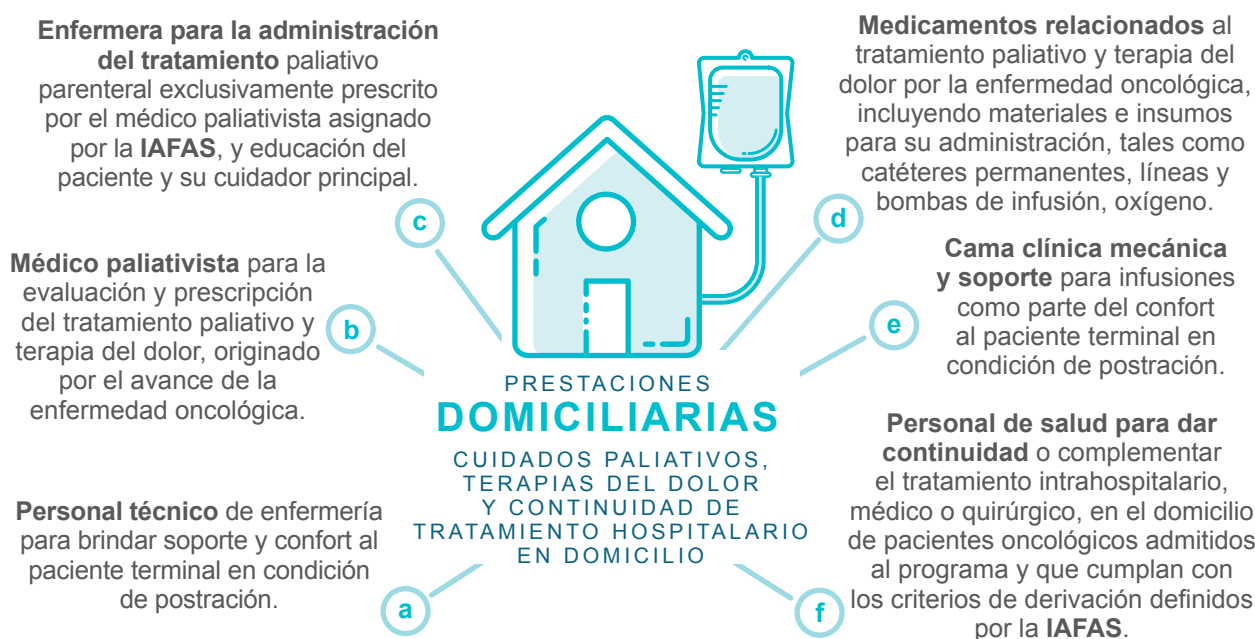 Enfermera para la administración
del tratamiento paliativo
parenteral exclusivamente prescrito
por el médico paliativista asignado
por la IAFAS, y educación del
paciente y su cuidador principal.
c
Médico paliativista para la
evaluación y prescripción
del tratamiento paliativo y
terapia del dolor, originado
por el avance de la
enfermedad oncológica.
b
Personal técnico de enfermería
para brindar soporte y confort al
paciente terminal en condición
de postración.
a
PRESTACIONES
DOMICILIARIAS
CUIDADOS PALIATIVOS,
TERAPIAS DEL DOLOR
Y CONTINUIDAD DE
TRATAMIENTO HOSPITALARIO
EN DOMICILIO
Medicamentos relacionados al
tratamiento paliativo y terapia del
dolor por la enfermedad oncológica,
incluyendo materiales e insumos
para su administración, tales como
catéteres permanentes, líneas y
bombas de infusión, oxígeno.
d
Cama clínica mecánica
y soporte para infusiones
como parte del confort
al paciente terminal en
condición de postración.
e
Personal de salud para dar
continuidad o complementar
el tratamiento intrahospitalario,
médico o quirúrgico, en el domicilio
de pacientes oncológicos admitidos
al programa y que cumplan con
los criterios de derivación definidos
por la IAFAS.
f